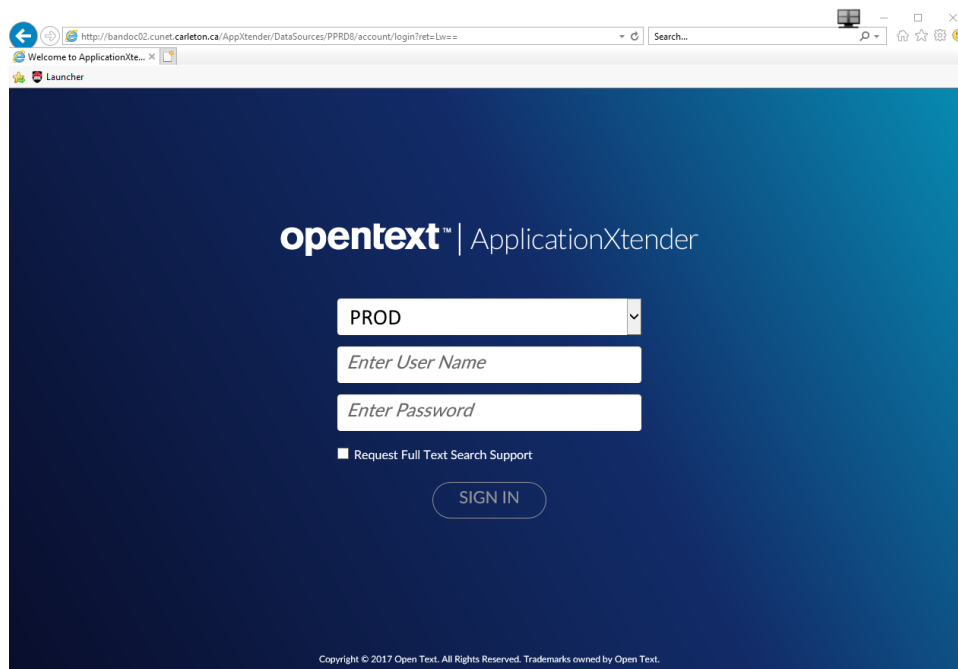 http://bandoc02.cunet.carleton.ca/AppXtender/DataSources/PPRD8/account/login?ret=Lw==
Search...
Welcome to ApplicationXte...
Launcher
opentext™ | ApplicationXtender
PROD
Enter User Name
Enter Password
Request Full Text Search Support
SIGN IN
Copyright © 2017 Open Text. All Rights Reserved. Trademarks owned by Open Text.